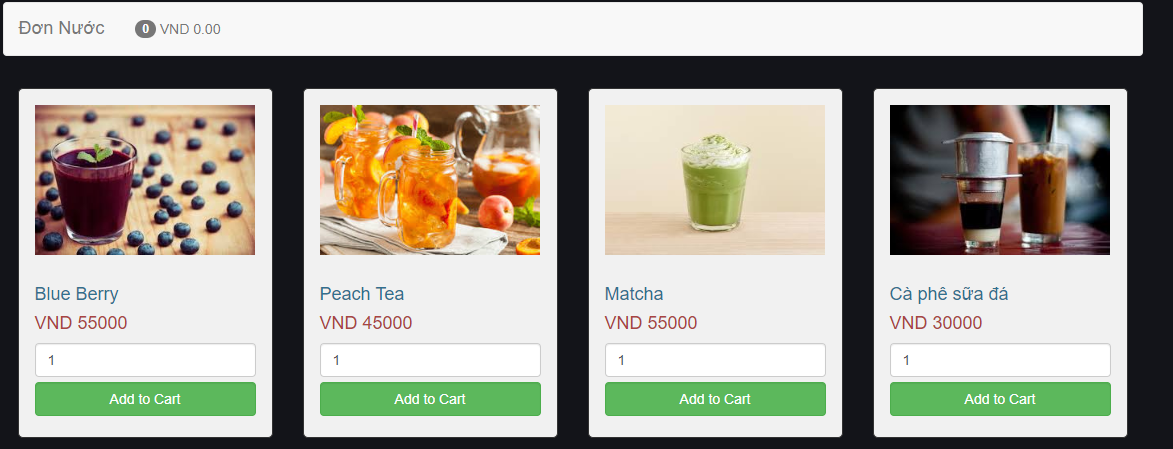 Đơn Nước 0 VND 0.00
Blue Berry
VND 55000
1
Add to Cart
Peach Tea
VND 45000
1
Add to Cart
Matcha
VND 55000
1
Add to Cart
Cà phê sữa đá
VND 30000
1
Add to Cart